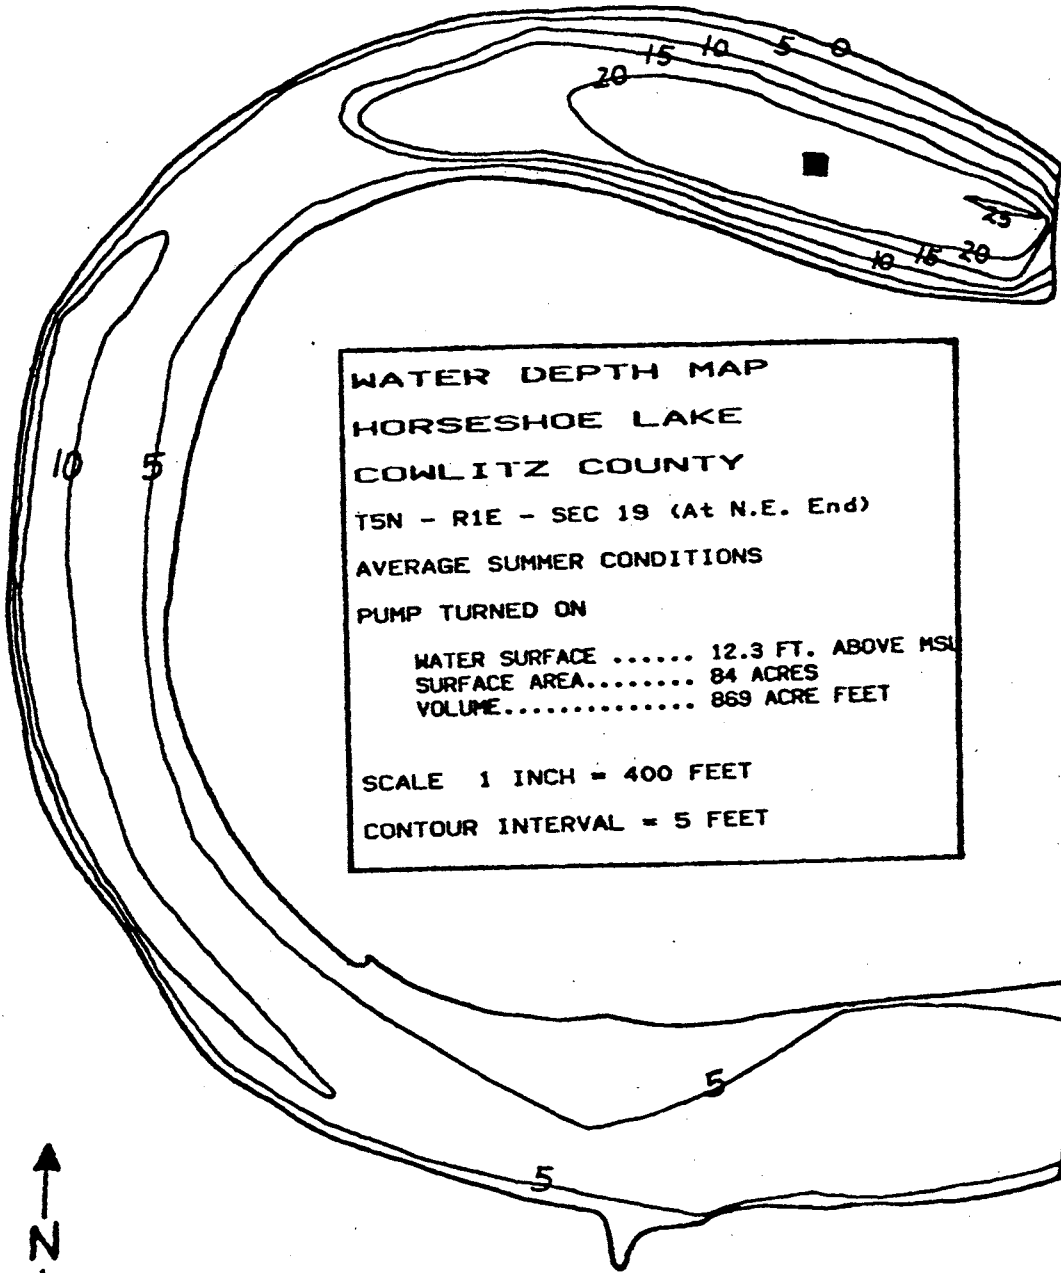 15 10 5 0
20
25
10 15 20
10 5
WATER DEPTH MAP
HORSESHOE LAKE
COWLITZ COUNTY
T5N - R1E - SEC 19 (At N.E. End)
AVERAGE SUMMER CONDITIONS
PUMP TURNED ON
WATER SURFACE ...... 12.3 FT. ABOVE MSL
SURFACE AREA........ 84 ACRES
VOLUME.............. 869 ACRE FEET
SCALE 1 INCH = 400 FEET
CONTOUR INTERVAL = 5 FEET
5
5
N